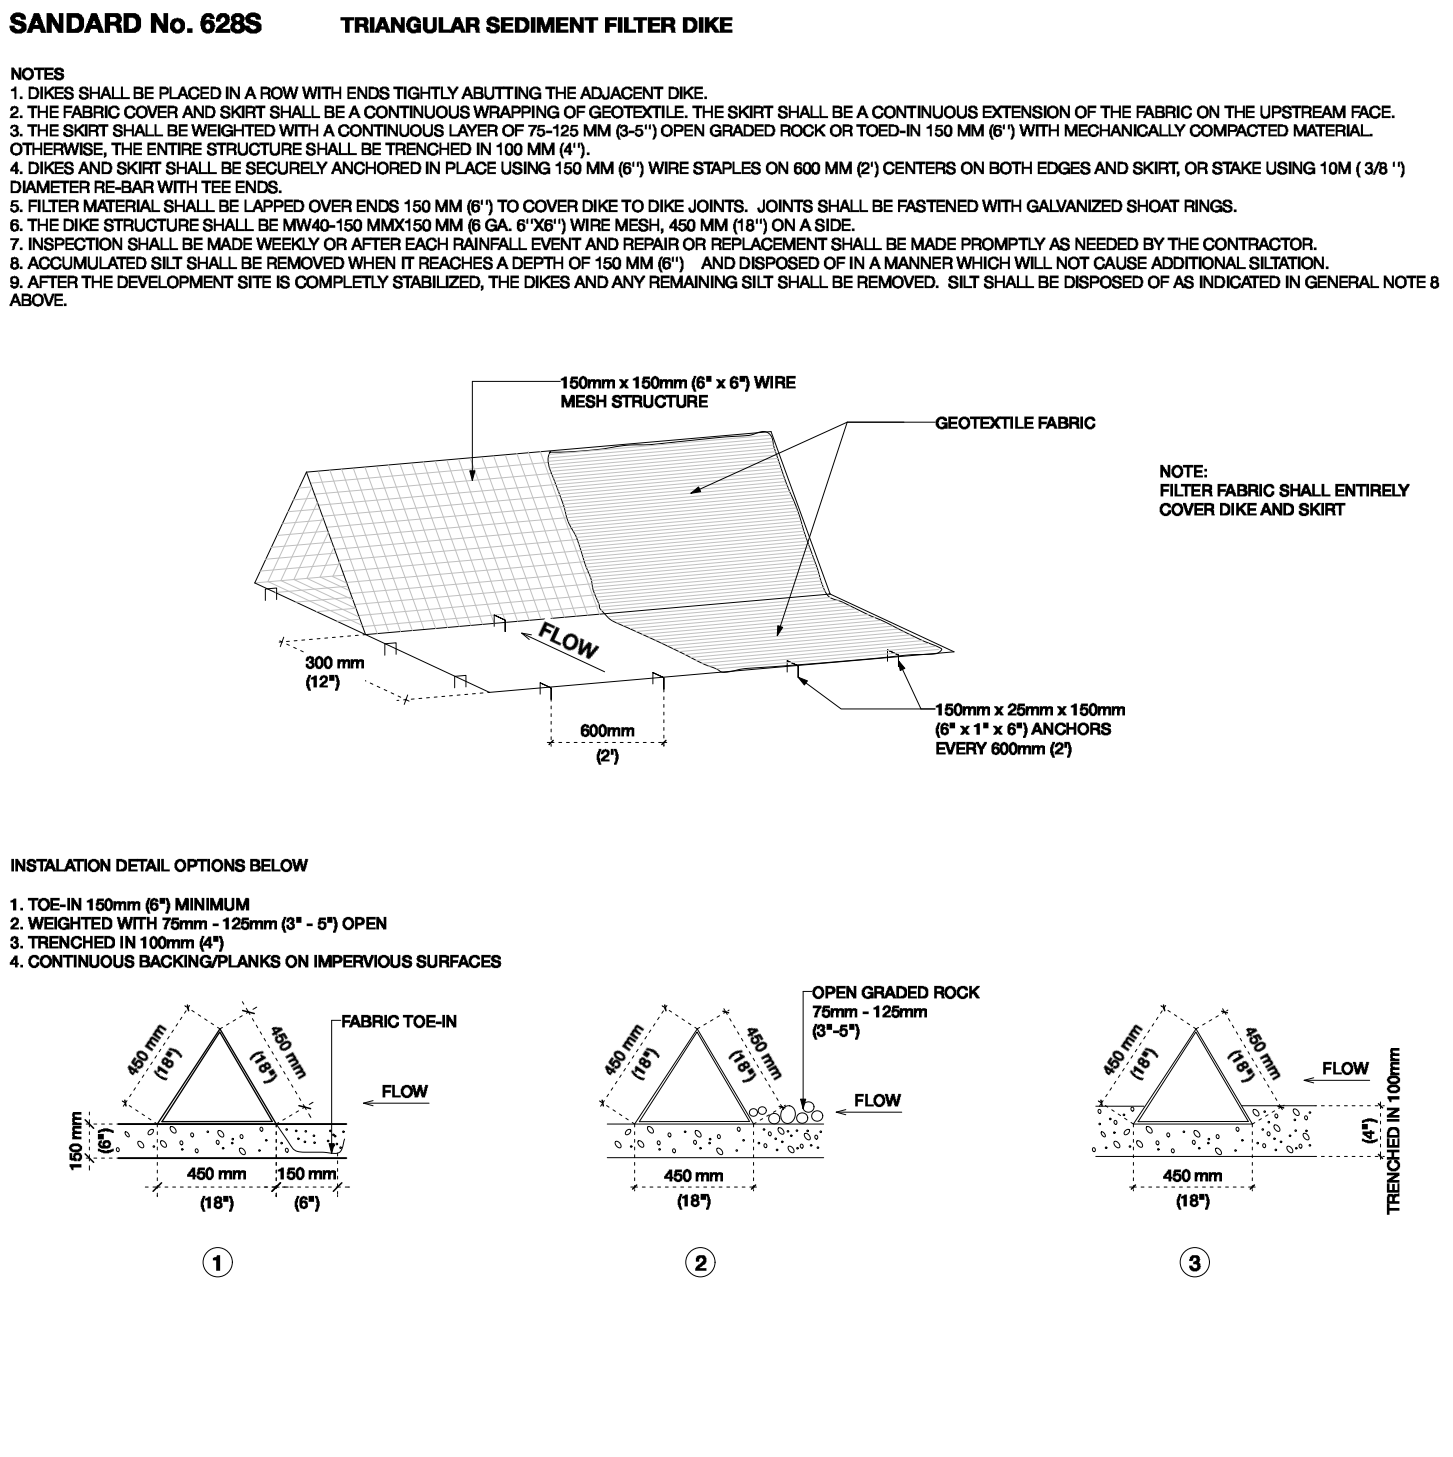 SANDARD No. 628S TRIANGULAR SEDIMENT FILTER DIKE
NOTES
1. DIKES SHALL BE PLACED IN A ROW WITH ENDS TIGHTLY ABUTTING THE ADJACENT DIKE.
2. THE FABRIC COVER AND SKIRT SHALL BE A CONTINUOUS WRAPPING OF GEOTEXTILE. THE SKIRT SHALL BE A CONTINUOUS EXTENSION OF THE FABRIC ON THE UPSTREAM FACE.
3. THE SKIRT SHALL BE WEIGHTED WITH A CONTINUOUS LAYER OF 75-125 MM (3-5'') OPEN GRADED ROCK OR TOED-IN 150 MM (6'') WITH MECHANICALLY COMPACTED MATERIAL.
OTHERWISE, THE ENTIRE STRUCTURE SHALL BE TRENCHED IN 100 MM (4'').
4. DIKES AND SKIRT SHALL BE SECURELY ANCHORED IN PLACE USING 150 MM (6'') WIRE STAPLES ON 600 MM (2') CENTERS ON BOTH EDGES AND SKIRT, OR STAKE USING 10M ( 3/8 '')
DIAMETER RE-BAR WITH TEE ENDS.
5. FILTER MATERIAL SHALL BE LAPPED OVER ENDS 150 MM (6'') TO COVER DIKE TO DIKE JOINTS. JOINTS SHALL BE FASTENED WITH GALVANIZED SHOAT RINGS.
6. THE DIKE STRUCTURE SHALL BE MW40-150 MMX150 MM (6 GA. 6''X6'') WIRE MESH, 450 MM (18'') ON A SIDE.
7. INSPECTION SHALL BE MADE WEEKLY OR AFTER EACH RAINFALL EVENT AND REPAIR OR REPLACEMENT SHALL BE MADE PROMPTLY AS NEEDED BY THE CONTRACTOR.
8. ACCUMULATED SILT SHALL BE REMOVED WHEN IT REACHES A DEPTH OF 150 MM (6'') AND DISPOSED OF IN A MANNER WHICH WILL NOT CAUSE ADDITIONAL SILTATION.
9. AFTER THE DEVELOPMENT SITE IS COMPLETLY STABILIZED, THE DIKES AND ANY REMAINING SILT SHALL BE REMOVED. SILT SHALL BE DISPOSED OF AS INDICATED IN GENERAL NOTE 8
ABOVE.
150mm x 150mm (6" x 6") WIRE
MESH STRUCTURE
GEOTEXTILE FABRIC
NOTE:
FILTER FABRIC SHALL ENTIRELY
COVER DIKE AND SKIRT
FLOW
300 mm
(12")
600mm
(2')
150mm x 25mm x 150mm
(6" x 1" x 6") ANCHORS
EVERY 600mm (2')
INSTALATION DETAIL OPTIONS BELOW
1. TOE-IN 150mm (6") MINIMUM
2. WEIGHTED WITH 75mm - 125mm (3" - 5") OPEN
3. TRENCHED IN 100mm (4")
4. CONTINUOUS BACKING/PLANKS ON IMPERVIOUS SURFACES
450 mm
(18")
450 mm
(18")
FABRIC TOE-IN
FLOW
150 mm
(6")
450 mm
(18")
150 mm
(6")
1
450 mm
(18")
450 mm
(18")
OPEN GRADED ROCK
75mm - 125mm
(3"-5")
FLOW
450 mm
(18")
2
450 mm
(18")
450 mm
(18")
FLOW
(4")
TRENCHED IN 100mm
450 mm
(18")
3